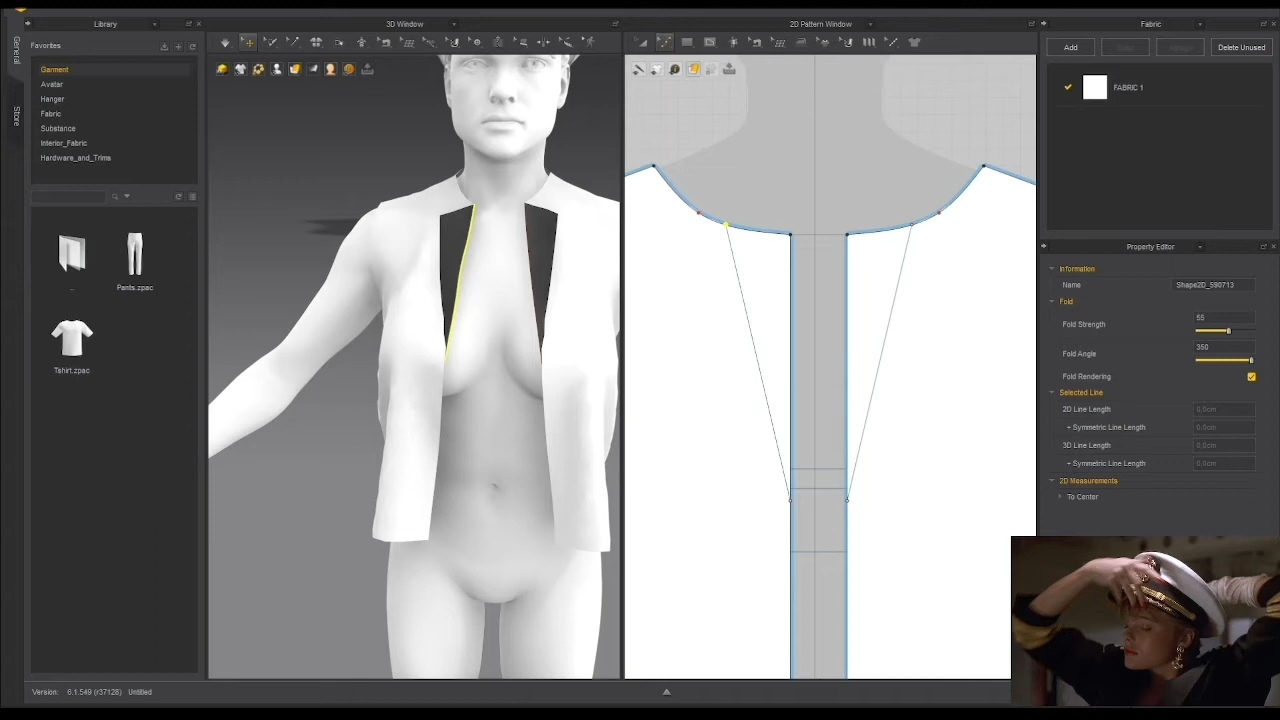 Library
3D Window
2D Pattern Window
Fabric
General
Store
Favorites
Garment
Avatar
Hanger
Fabric
Substance
Interior_Fabric
Hardware_and_Trims
..
Pants.zpac
Tshirt.zpac
Add
Delete Unused
FABRIC 1
Property Editor
Information
Name
Shape2D_590713
Fold
Fold Strength
55
Fold Angle
350
Fold Rendering
Selected Line
2D Line Length
0,0cm
+ Symmetric Line Length
0,0cm
3D Line Length
0,0cm
+ Symmetric Line Length
0,0cm
2D Measurements
To Center
Version: 6.1.549 (r37128) Untitled